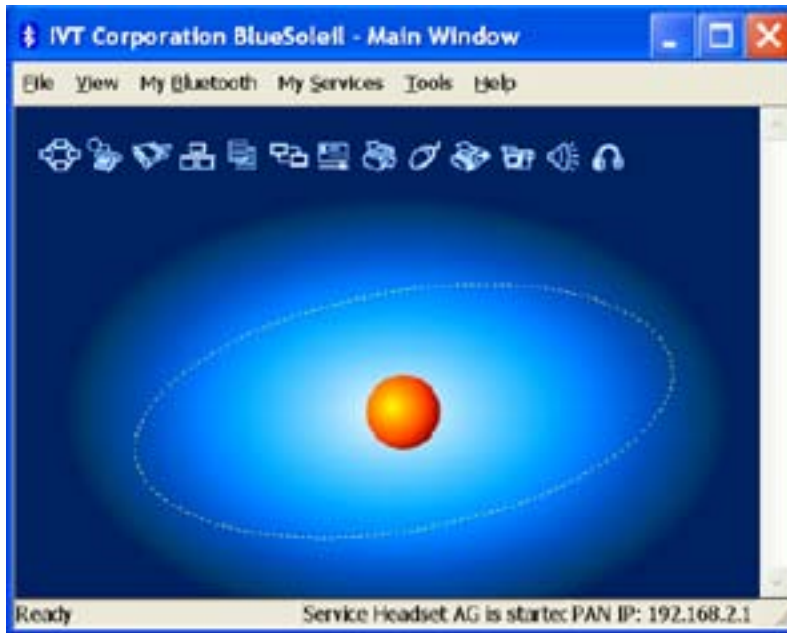 IVT Corporation BlueSoleil - Main Window
File View My Bluetooth My Services Tools Help
Ready Service Headset AG is startec PAN IP: 192.168.2.1